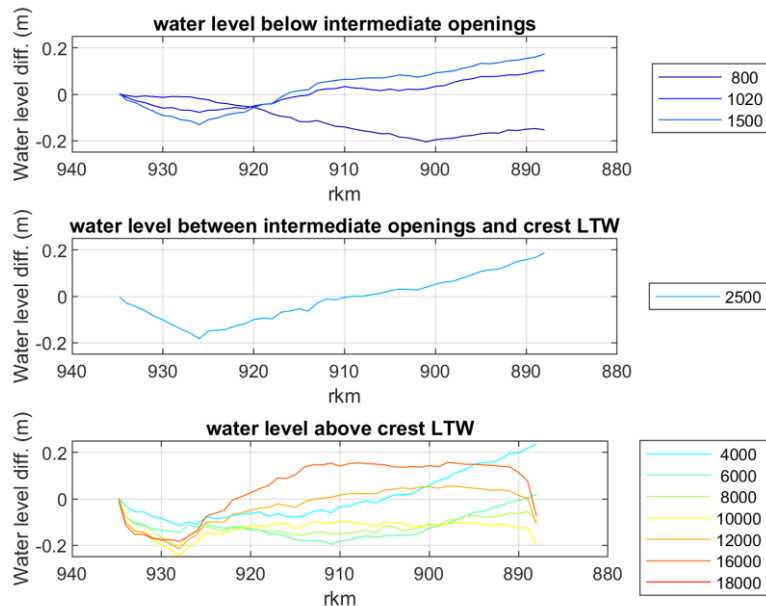 water level below intermediate openings
Water level diff. (m)
0.2
0
-0.2
940 930 920 910 900 890 880
rkm
800
1020
1500
water level between intermediate openings and crest LTW
Water level diff. (m)
0.2
0
-0.2
940 930 920 910 900 890 880
rkm
2500
water level above crest LTW
Water level diff. (m)
0.2
0
-0.2
940 930 920 910 900 890 880
rkm
4000
6000
8000
10000
12000
16000
18000